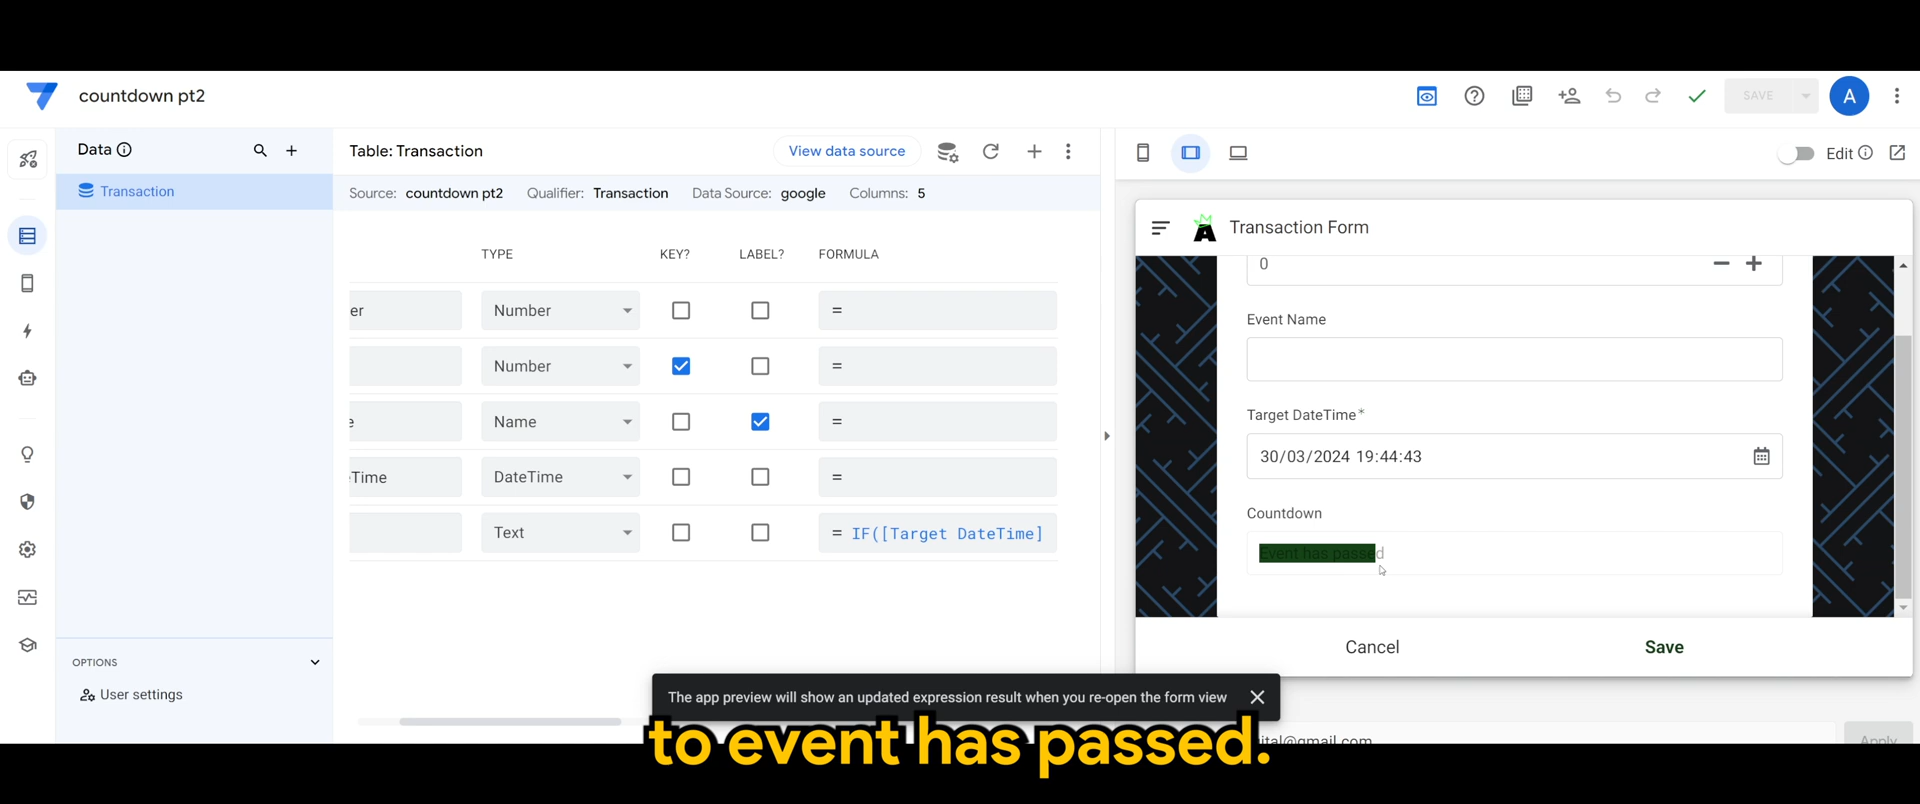 countdown pt2
SAVE
A
Data
Table: Transaction
View data source
Edit
Transaction
Source: countdown pt2 Qualifier: Transaction Data Source: google Columns: 5
Transaction Form
TYPE KEY? LABEL? FORMULA
0
er Number =
Event Name
Number =
Target DateTime*
e Name =
30/03/2024 19:44:43
Time DateTime =
Countdown
Text = IF([Target DateTime]
Event has passed
Cancel Save
OPTIONS
User settings
The app preview will show an updated expression result when you re-open the form view
to event has passed.
ital@gmail.com
Apply